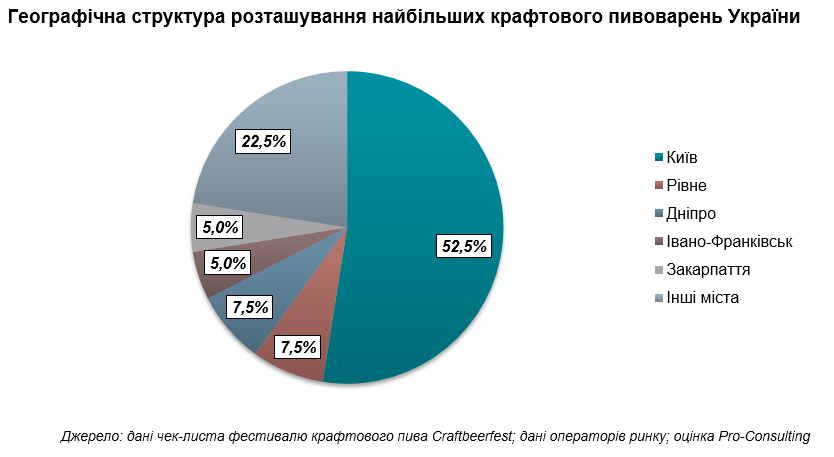 Географічна структура розташування найбільших крафтового пивоварень України
22,5%
5,0%
5,0%
7,5%
7,5%
52,5%
Київ
Рівне
Дніпро
Івано-Франківськ
Закарпаття
Інші міста
Джерело: дані чек-листа фестивалю крафтового пива Craftbeerfest; дані операторів ринку; оцінка Pro-Consulting